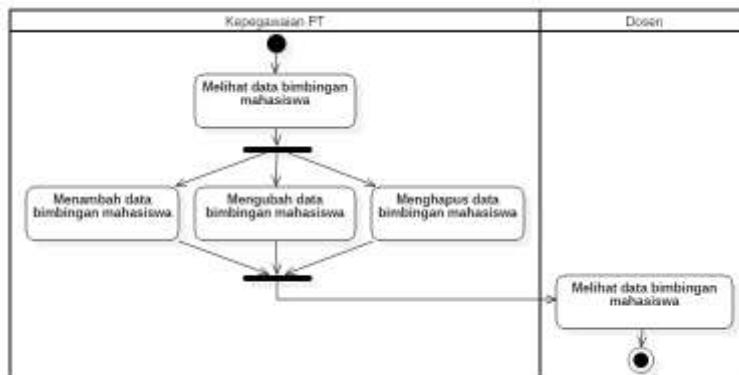 Kepegawaian PT
Dosen
Melihat data bimbingan
mahasiswa
Menambah data
bimbingan mahasiswa
Mengubah data
bimbingan mahasiswa
Menghapus data
bimbingan mahasiswa
Melihat data bimbingan
mahasiswa